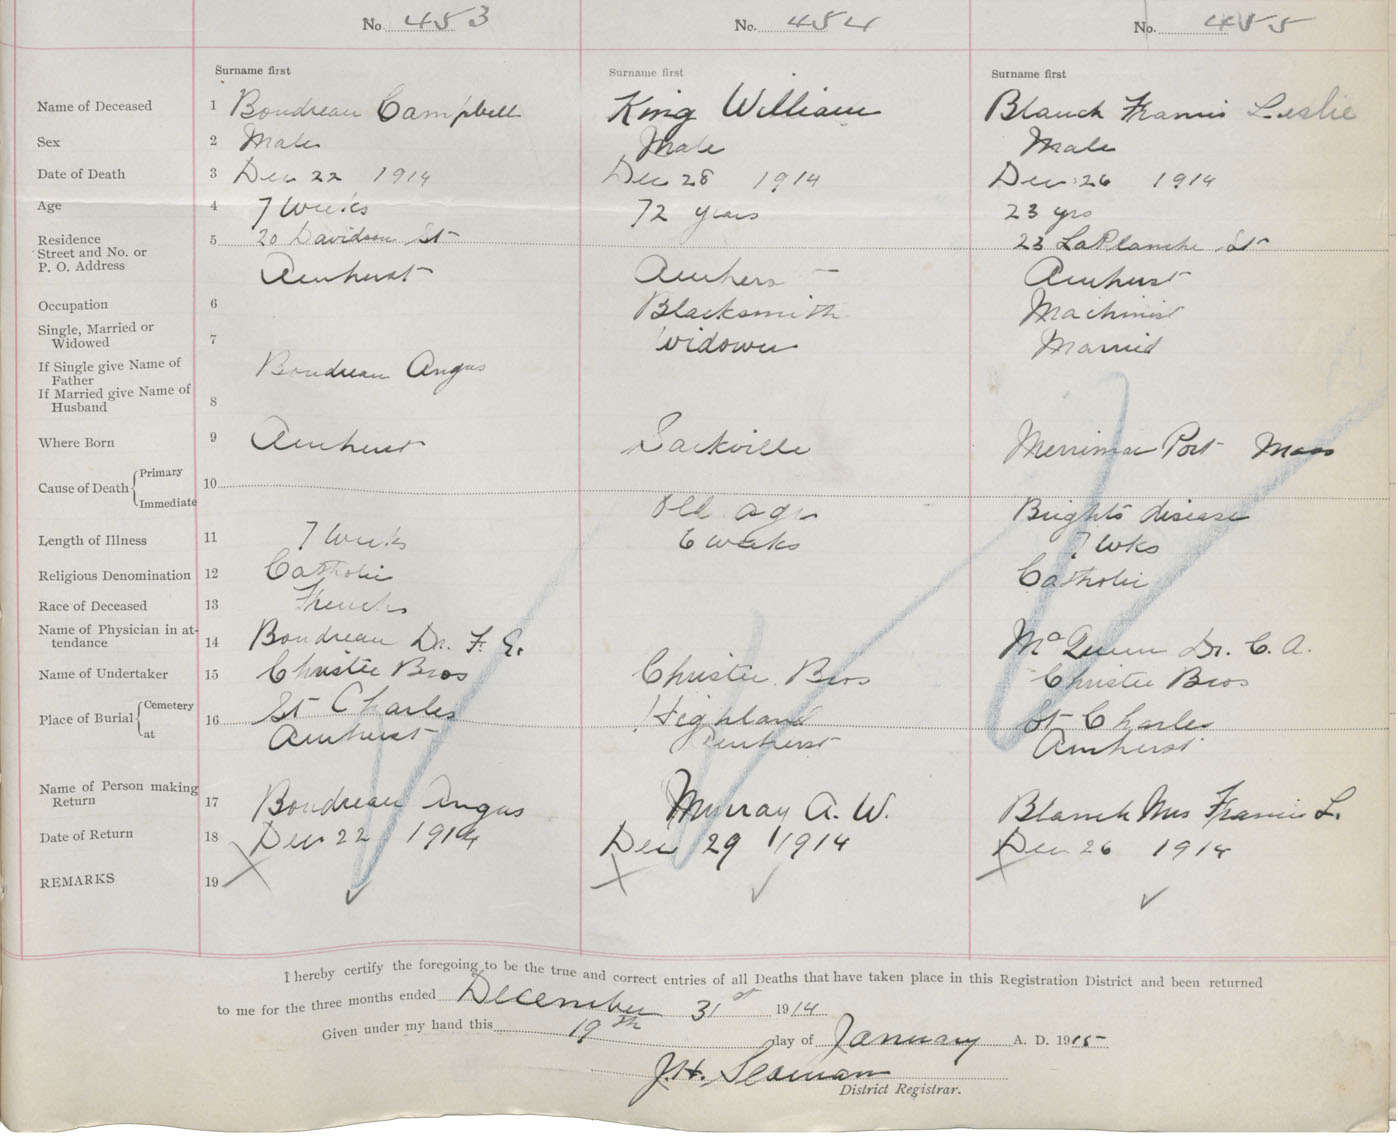 No. 453 No. 454 No. 455
Surname first Surname first Surname first
Name of Deceased 1 Boudreau Campbell King William Blanch Francis Leslie
Sex 2 Male Male Male
Date of Death 3 Dec 22 1914 Dec 28 1914 Dec 26 1914
Age 4 7 Weeks 72 years 23 yrs
Residence 5 20 Davidson St 23 LaPlanche St
Street and No. or
P. O. Address Amherst Amherst Amherst
Occupation 6 Blacksmith Machinist
Single, Married or
Widowed 7 Widower Married
If Single give Name of
Father Boudreau Angus
If Married give Name of
Husband 8
Where Born 9 Amherst Sackville Merrimac Port Mass
Cause of Death { Primary 10
Immediate Old age Brights disease
Length of Illness 11 7 Weeks 6 weeks 7 wks
Religious Denomination 12 Catholic Catholic
Race of Deceased 13 French
Name of Physician in at-
tendance 14 Boudreau Dr. F. E. McQueen Dr. C. A.
Name of Undertaker 15 Christie Bros Christie Bros Christie Bros
Place of Burial { Cemetery 16 St Charles Highland St Charles
at Amherst Amherst Amherst
Name of Person making
Return 17 Boudreau Angus Murray A. W. Blanch Mrs Francis L.
Date of Return 18 Dec 22 1914 Dec 29 1914 Dec 26 1914
REMARKS 19
I hereby certify the foregoing to be the true and correct entries of all Deaths that have taken place in this Registration District and been returned
to me for the three months ended December 31st 1914
Given under my hand this 19th day of January A. D. 1915
J.H. Seaman
District Registrar.